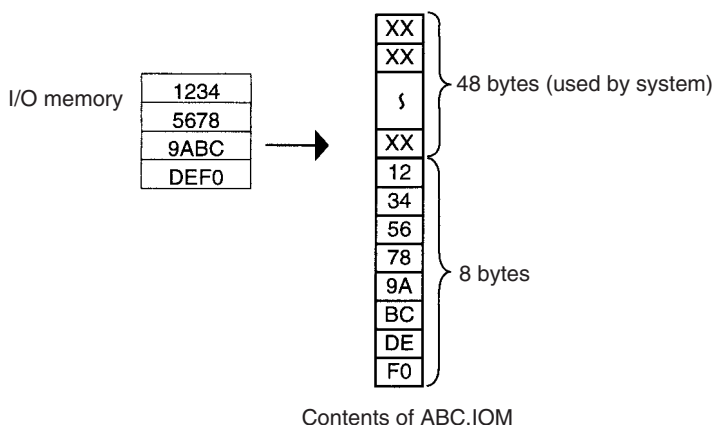 I/O memory
1234
5678
9ABC
DEF0
XX
XX
XX
12
34
56
78
9A
BC
DE
F0
48 bytes (used by system)
8 bytes
Contents of ABC.IOM